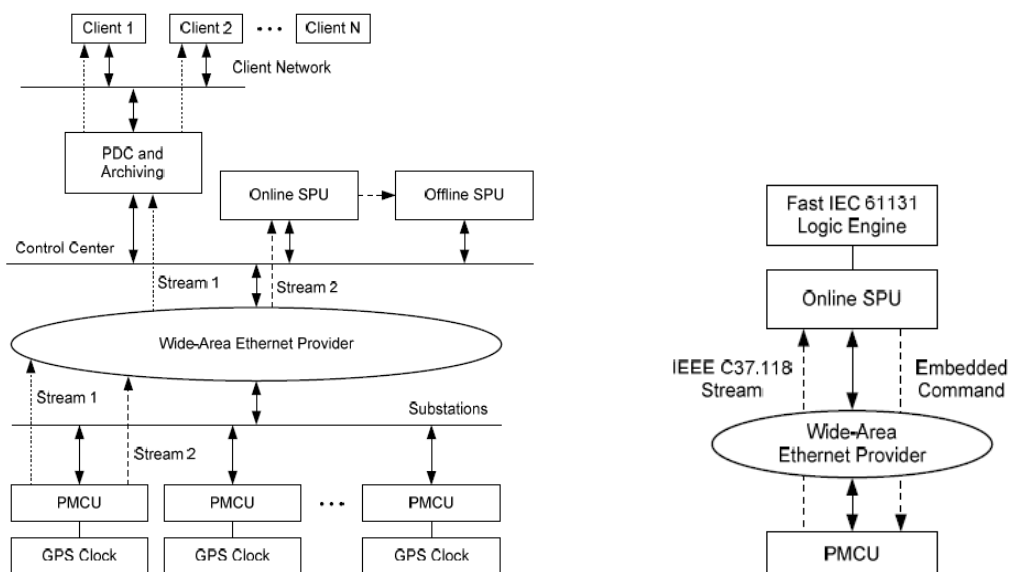 Client 1
Client 2
Client N
Client Network
PDC and
Archiving
Online SPU
Offline SPU
Control Center
Stream 1
Stream 2
Wide-Area Ethernet Provider
Stream 1
Substations
Stream 2
PMCU
PMCU
PMCU
GPS Clock
GPS Clock
GPS Clock
Fast IEC 61131
Logic Engine
Online SPU
IEEE C37.118
Stream
Embedded
Command
Wide-Area
Ethernet Provider
PMCU